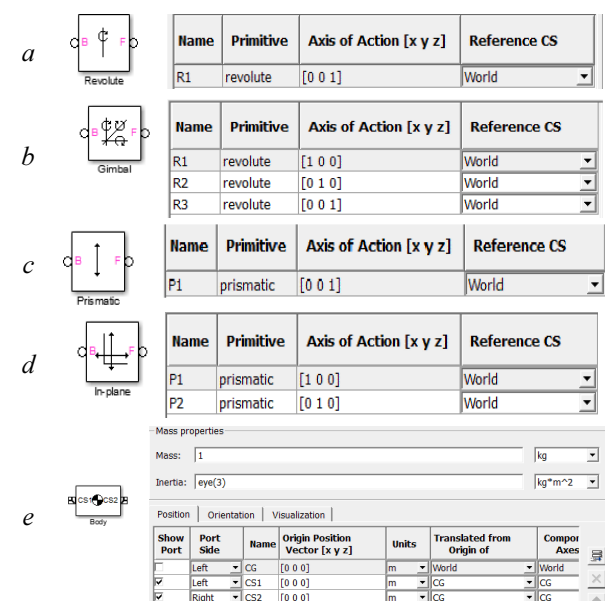 a
B F
Revolute
Name Primitive Axis of Action [x y z] Reference CS
R1 revolute [0 0 1] World
b
B F
Gimbal
Name Primitive Axis of Action [x y z] Reference CS
R1 revolute [1 0 0] World
R2 revolute [0 1 0] World
R3 revolute [0 0 1] World
c
B F
Prismatic
Name Primitive Axis of Action [x y z] Reference CS
P1 prismatic [0 0 1] World
d
B F
In-plane
Name Primitive Axis of Action [x y z] Reference CS
P1 prismatic [1 0 0] World
P2 prismatic [0 1 0] World
e
CS1 CS2
Body
Mass properties
Mass: 1 kg
Inertia: eye(3) kg*m^2
Position Orientation Visualization
Show Port Port Side Name Origin Position Vector [x y z] Units Translated from Origin of Compor Axes
Left CG [0 0 0] m World World
Left CS1 [0 0 0] m CG CG
Right CS2 [0 0 0] m CG CG